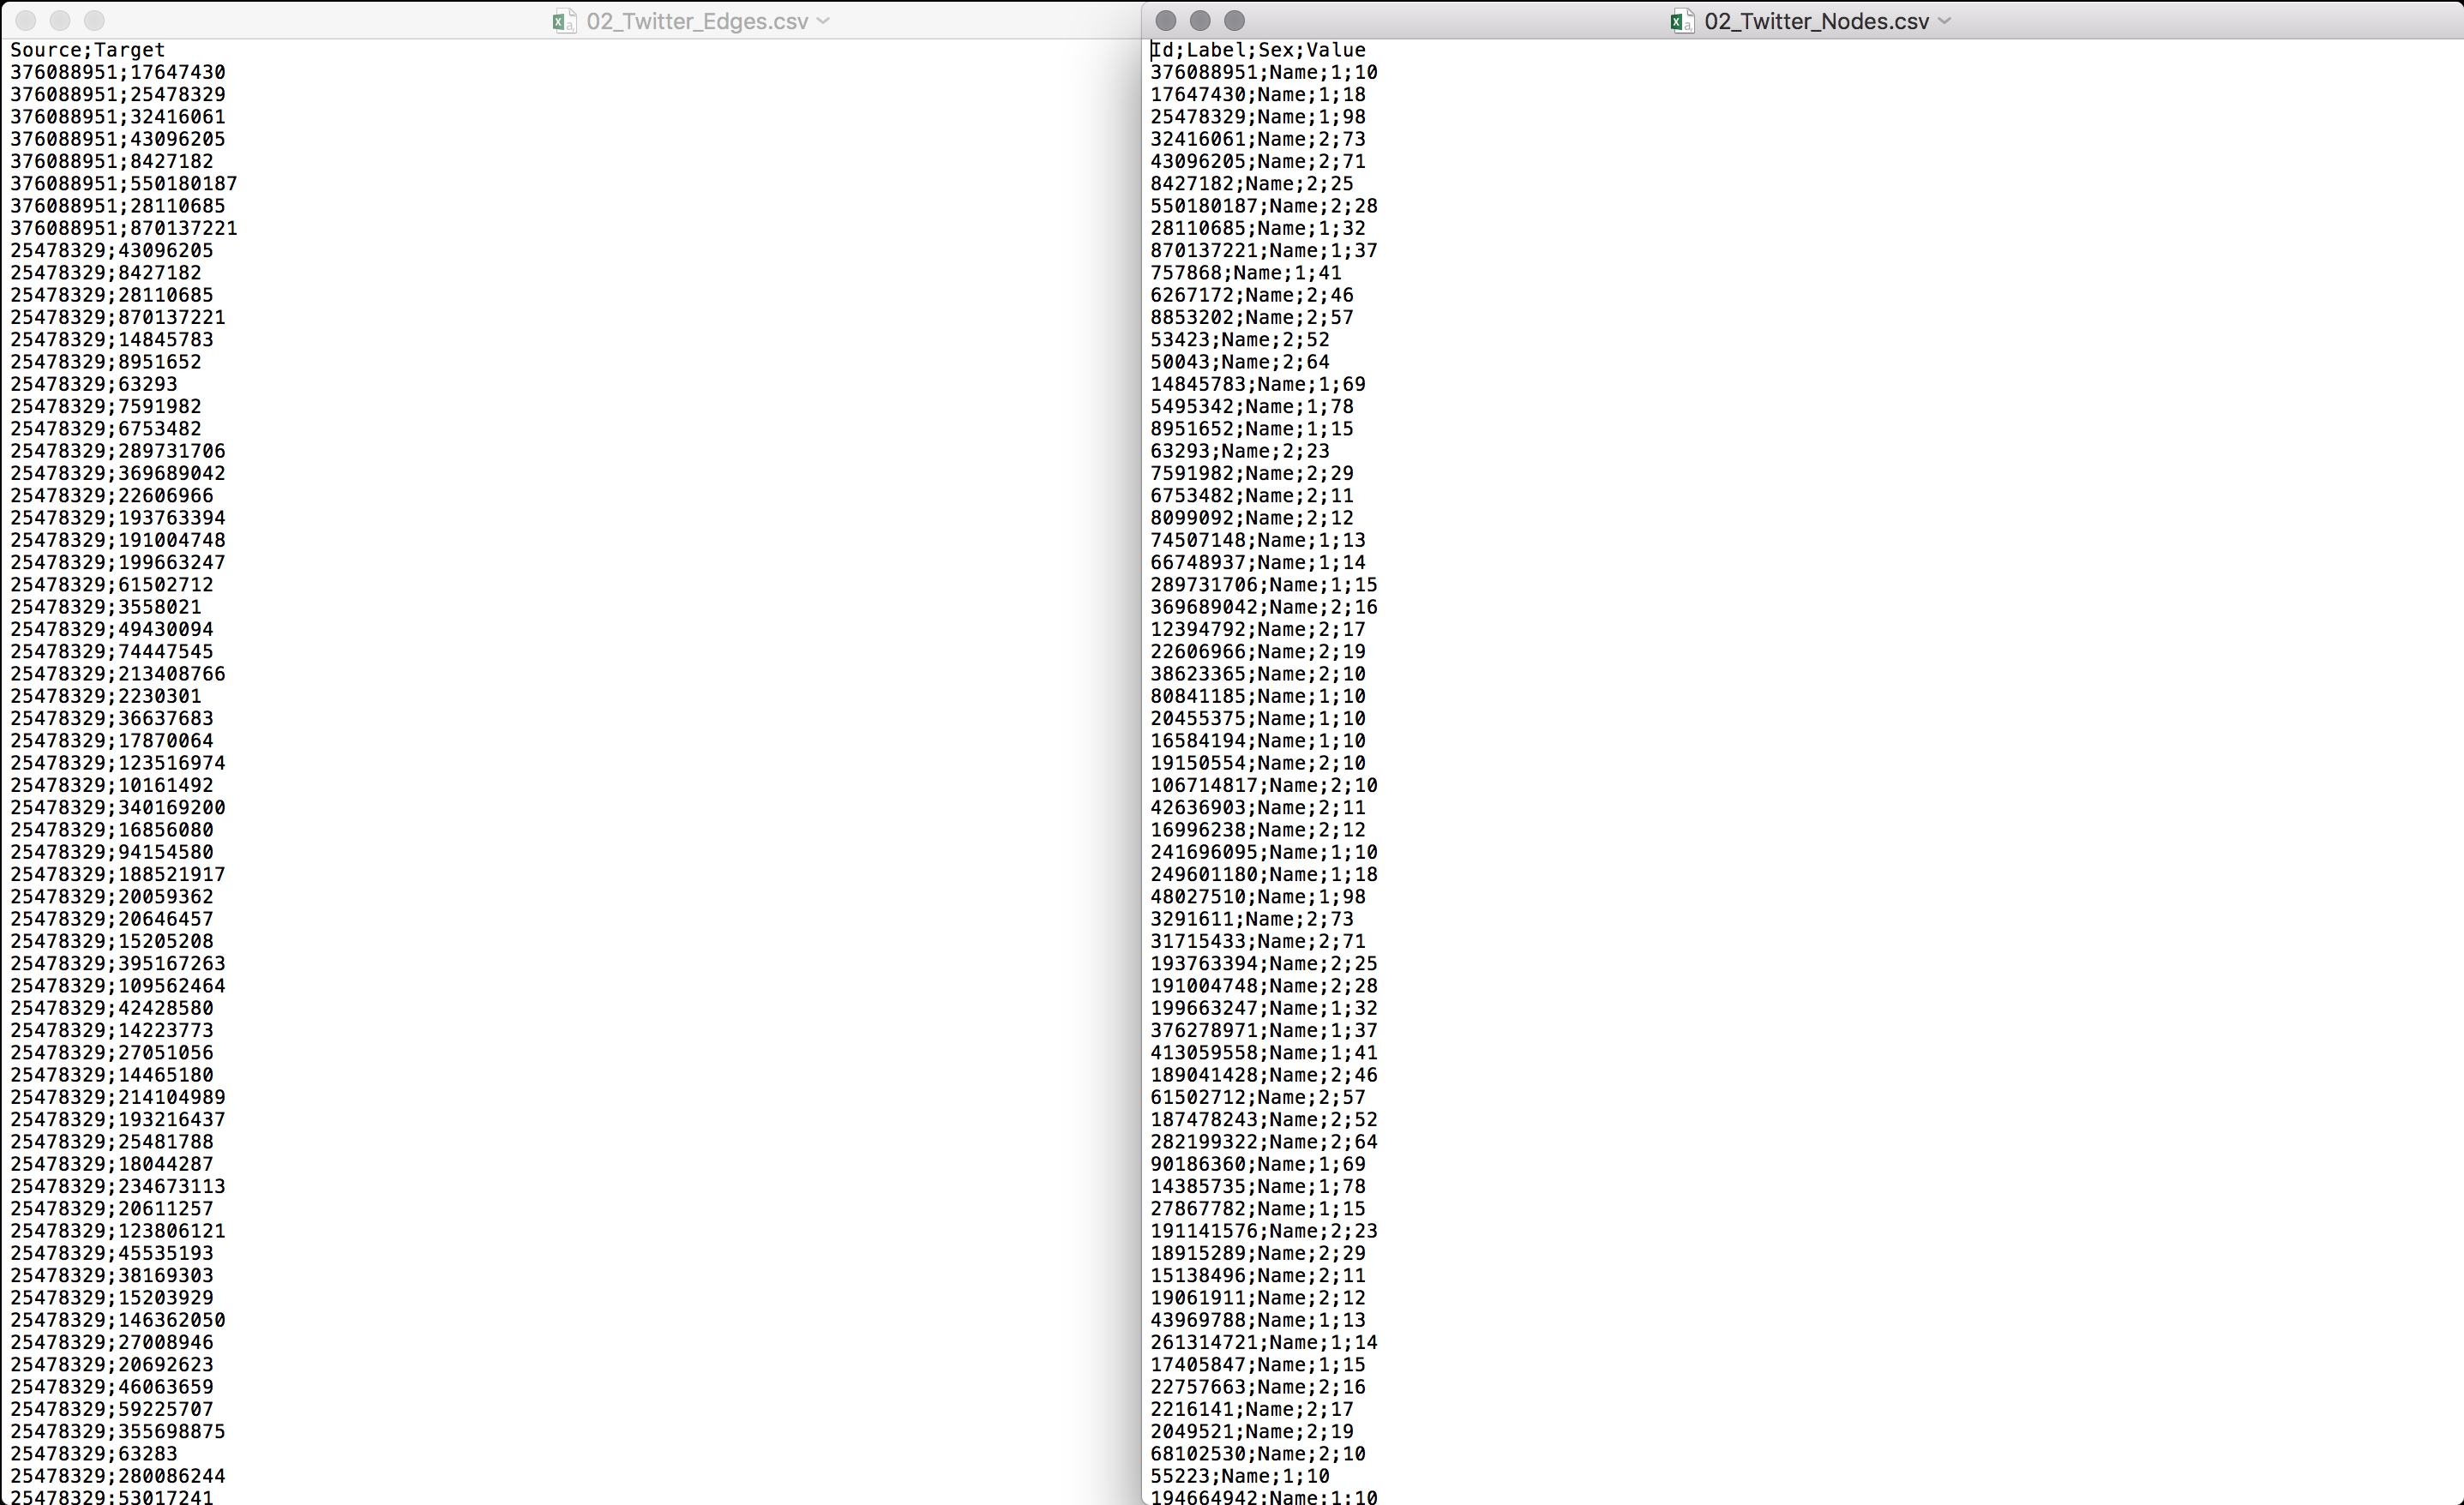 02_Twitter_Edges.csv
Source;Target
376088951;17647430
376088951;25478329
376088951;32416061
376088951;43096205
376088951;8427182
376088951;550180187
376088951;28110685
376088951;870137221
25478329;43096205
25478329;8427182
25478329;28110685
25478329;870137221
25478329;14845783
25478329;8951652
25478329;63293
25478329;7591982
25478329;6753482
25478329;289731706
25478329;369689042
25478329;22606966
25478329;193763394
25478329;191004748
25478329;199663247
25478329;61502712
25478329;3558021
25478329;49430094
25478329;74447545
25478329;213408766
25478329;2230301
25478329;36637683
25478329;17870064
25478329;123516974
25478329;10161492
25478329;340169200
25478329;16856080
25478329;94154580
25478329;188521917
25478329;20059362
25478329;20646457
25478329;15205208
25478329;395167263
25478329;109562464
25478329;42428580
25478329;14223773
25478329;27051056
25478329;14465180
25478329;214104989
25478329;193216437
25478329;25481788
25478329;18044287
25478329;234673113
25478329;20611257
25478329;123806121
25478329;45535193
25478329;38169303
25478329;15203929
25478329;146362050
25478329;27008946
25478329;20692623
25478329;46063659
25478329;59225707
25478329;355698875
25478329;63283
25478329;280086244
25478329;53017241
02_Twitter_Nodes.csv
Id;Label;Sex;Value
376088951;Name;1;10
17647430;Name;1;18
25478329;Name;1;98
32416061;Name;2;73
43096205;Name;2;71
8427182;Name;2;25
550180187;Name;2;28
28110685;Name;1;32
870137221;Name;1;37
757868;Name;1;41
6267172;Name;2;46
8853202;Name;2;57
53423;Name;2;52
50043;Name;2;64
14845783;Name;1;69
5495342;Name;1;78
8951652;Name;1;15
63293;Name;2;23
7591982;Name;2;29
6753482;Name;2;11
8099092;Name;2;12
74507148;Name;1;13
66748937;Name;1;14
289731706;Name;1;15
369689042;Name;2;16
12394792;Name;2;17
22606966;Name;2;19
38623365;Name;2;10
80841185;Name;1;10
20455375;Name;1;10
16584194;Name;1;10
19150554;Name;2;10
106714817;Name;2;10
42636903;Name;2;11
16996238;Name;2;12
241696095;Name;1;10
249601180;Name;1;18
48027510;Name;1;98
3291611;Name;2;73
31715433;Name;2;71
193763394;Name;2;25
191004748;Name;2;28
199663247;Name;1;32
376278971;Name;1;37
413059558;Name;1;41
189041428;Name;2;46
61502712;Name;2;57
187478243;Name;2;52
282199322;Name;2;64
90186360;Name;1;69
14385735;Name;1;78
27867782;Name;1;15
191141576;Name;2;23
18915289;Name;2;29
15138496;Name;2;11
19061911;Name;2;12
43969788;Name;1;13
261314721;Name;1;14
17405847;Name;1;15
22757663;Name;2;16
2216141;Name;2;17
2049521;Name;2;19
68102530;Name;2;10
55223;Name;1;10
194664942;Name;1;10